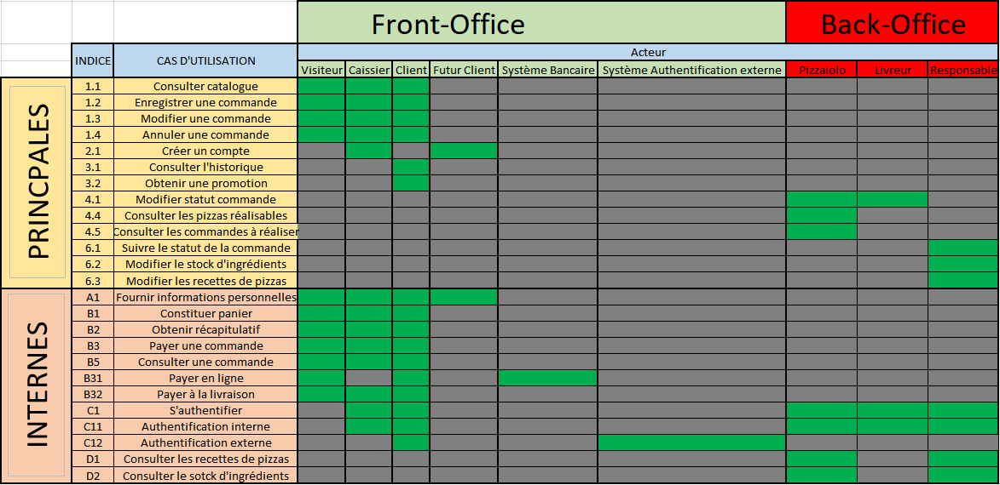 Front-Office Back-Office
INDICE CAS D'UTILISATION Acteur
Visiteur Caissier Client Futur Client Système Bancaire Système Authentification externe Pizzaiolo Livreur Responsable
PRINCPALES
1.1 Consulter catalogue
1.2 Enregistrer une commande
1.3 Modifier une commande
1.4 Annuler une commande
2.1 Créer un compte
3.1 Consulter l'historique
3.2 Obtenir une promotion
4.1 Modifier statut commande
4.4 Consulter les pizzas réalisables
4.5 Consulter les commandes à réaliser
6.1 Suivre le statut de la commande
6.2 Modifier le stock d'ingrédients
6.3 Modifier les recettes de pizzas
INTERNES
A1 Fournir informations personnelles
B1 Constituer panier
B2 Obtenir récapitulatif
B3 Payer une commande
B5 Consulter une commande
B31 Payer en ligne
B32 Payer à la livraison
C1 S'authentifier
C11 Authentification interne
C12 Authentification externe
D1 Consulter les recettes de pizzas
D2 Consulter le sotck d'ingrédients